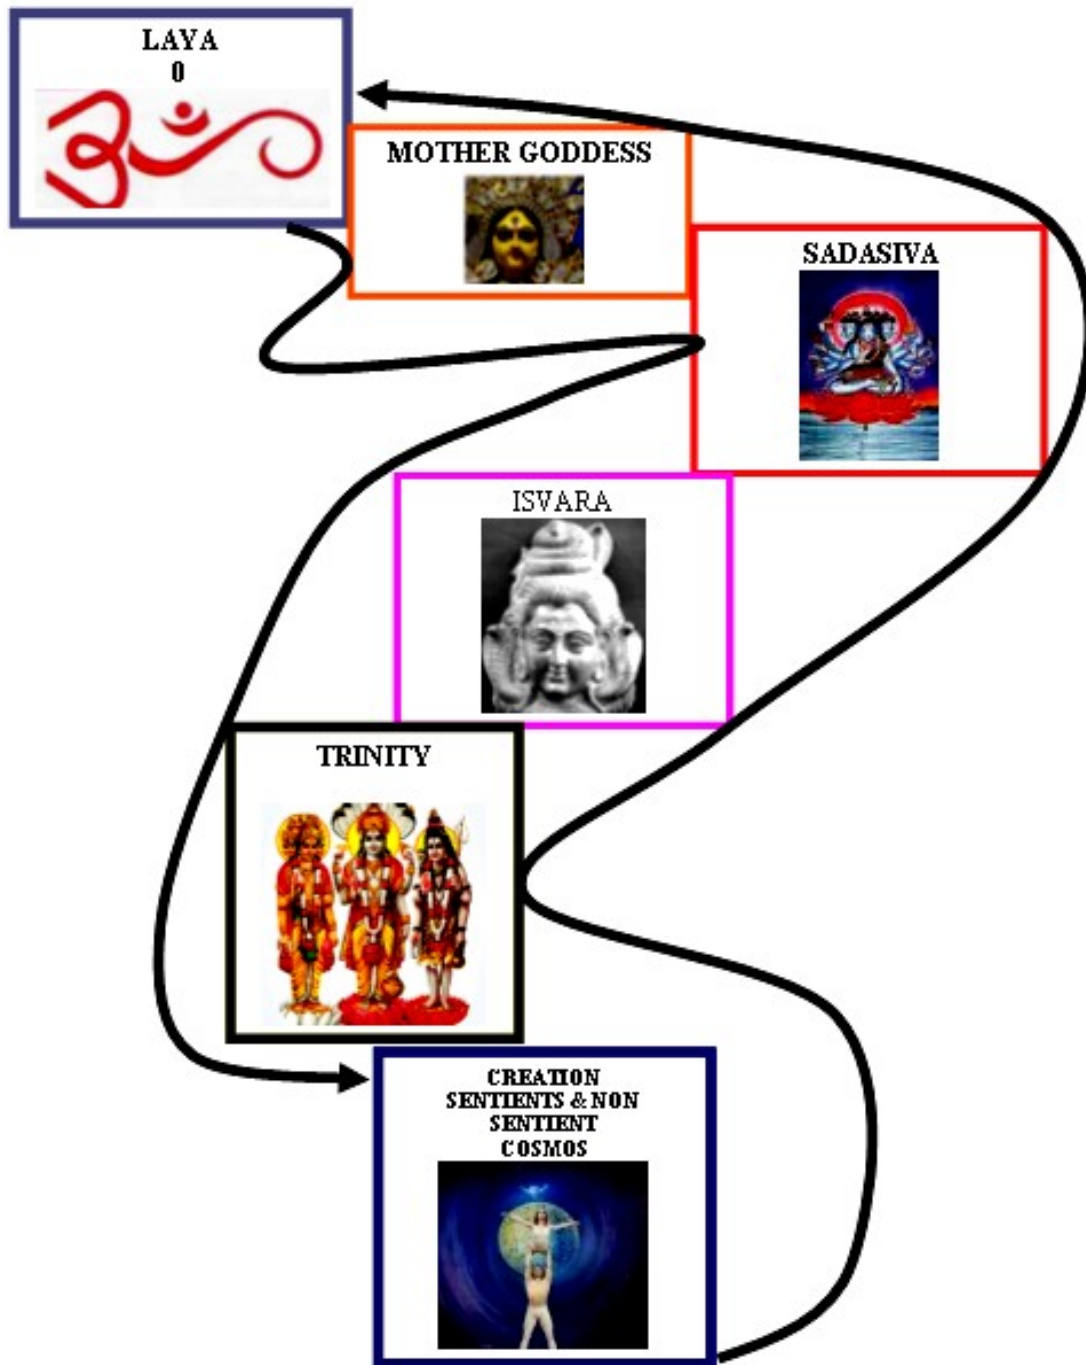 LAYA
0
MOTHER GODDESS
SADASIVA
ISVARA
TRINITY
CREATION
SENTIENTS & NON
SENTIENT
COSMOS